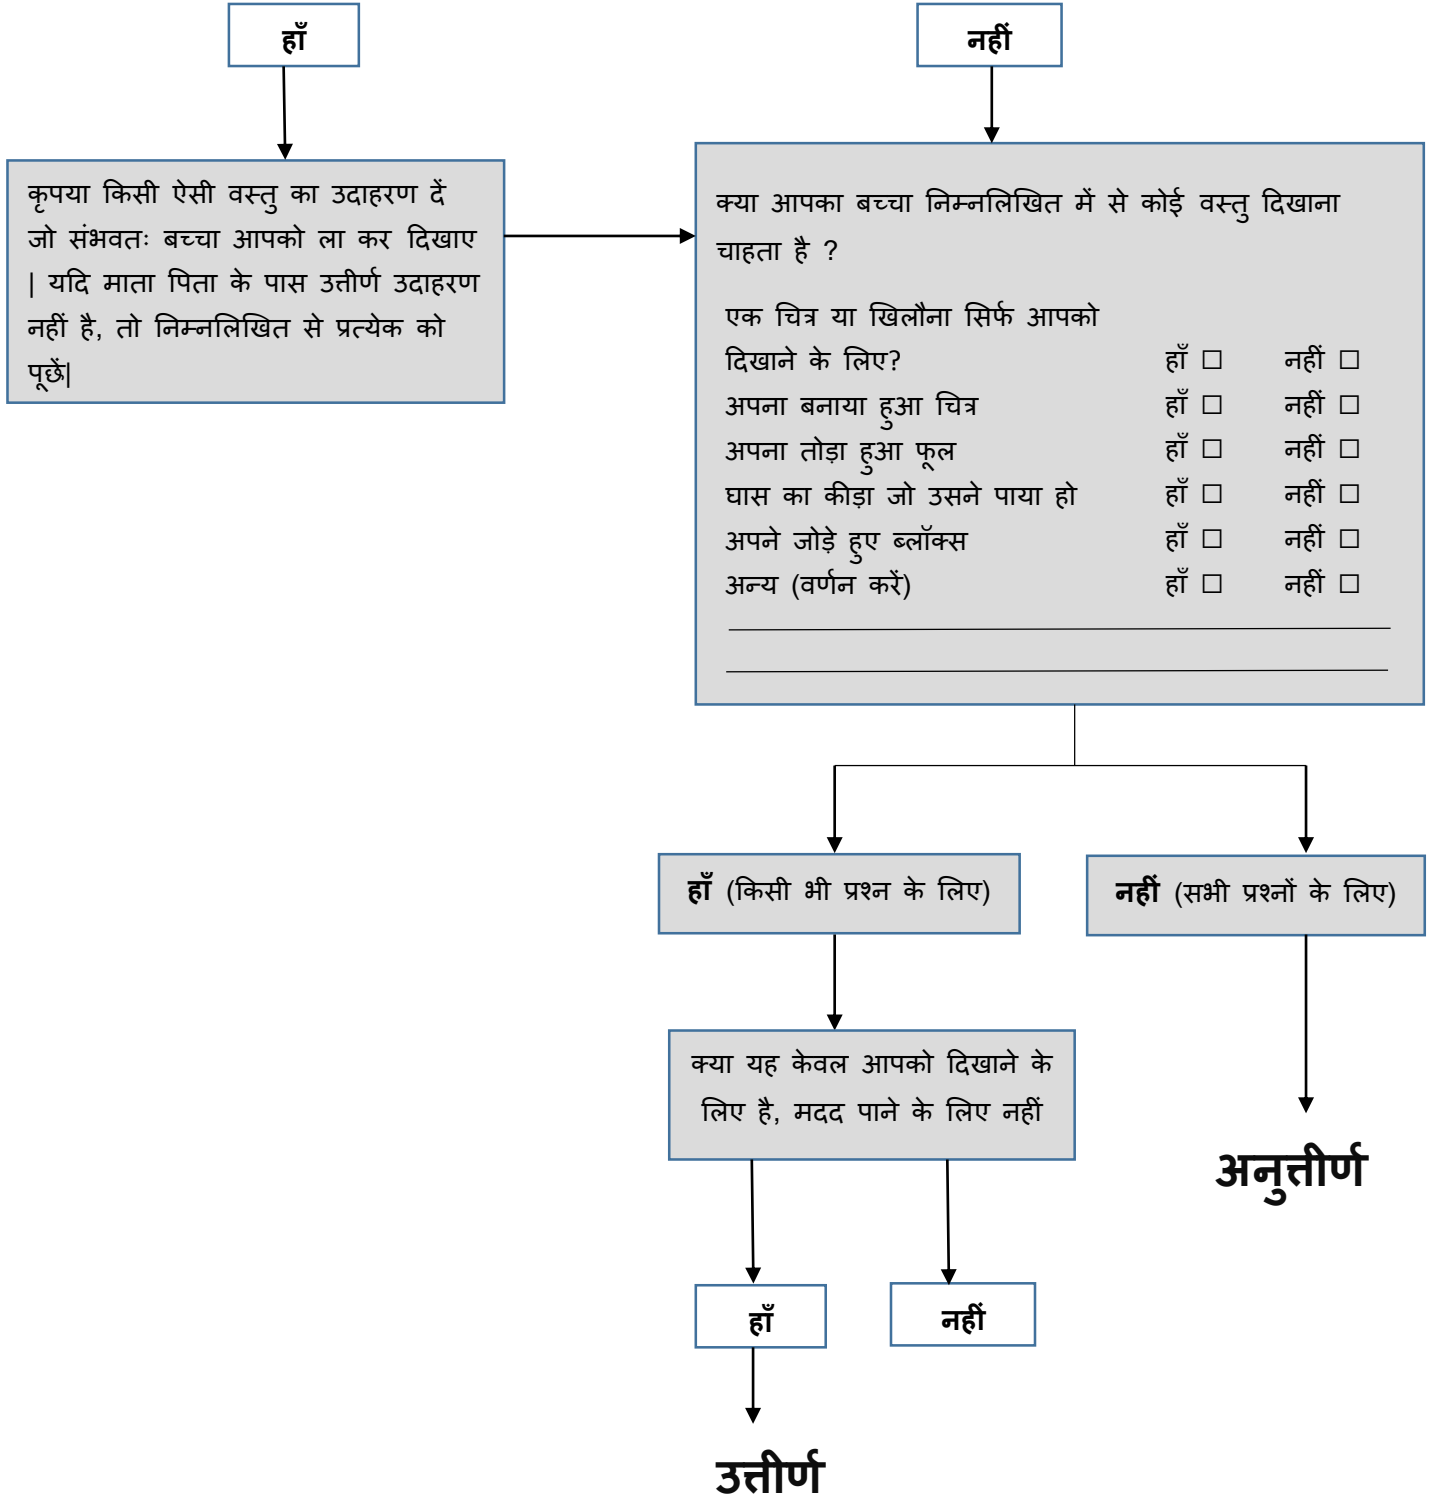 हाँ
नहीं
कृपया किसी ऐसी वस्तु का उदाहरण दें
जो संभवतः बच्चा आपको ला कर दिखाए
| यदि माता पिता के पास उत्तीर्ण उदाहरण
नहीं है, तो निम्नलिखित से प्रत्येक को
पूछें|
क्या आपका बच्चा निम्नलिखित में से कोई वस्तु दिखाना
चाहता है ?
एक चित्र या खिलौना सिर्फ आपको
दिखाने के लिए? हाँ □ नहीं □
अपना बनाया हुआ चित्र हाँ □ नहीं □
अपना तोड़ा हुआ फूल हाँ □ नहीं □
घास का कीड़ा जो उसने पाया हो हाँ □ नहीं □
अपने जोड़े हुए ब्लॉक्स हाँ □ नहीं □
अन्य (वर्णन करें) हाँ □ नहीं □
हाँ (किसी भी प्रश्न के लिए)
नहीं (सभी प्रश्नों के लिए)
क्या यह केवल आपको दिखाने के
लिए है, मदद पाने के लिए नहीं
अनुत्तीर्ण
हाँ
नहीं
उत्तीर्ण